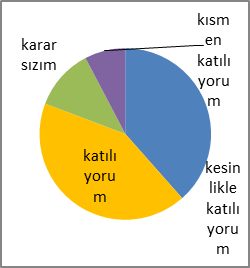 kısm
en
katılı
yoru
m
karar
sızım
katılı
yoru
m
kesin
likle
katılı
yoru
m